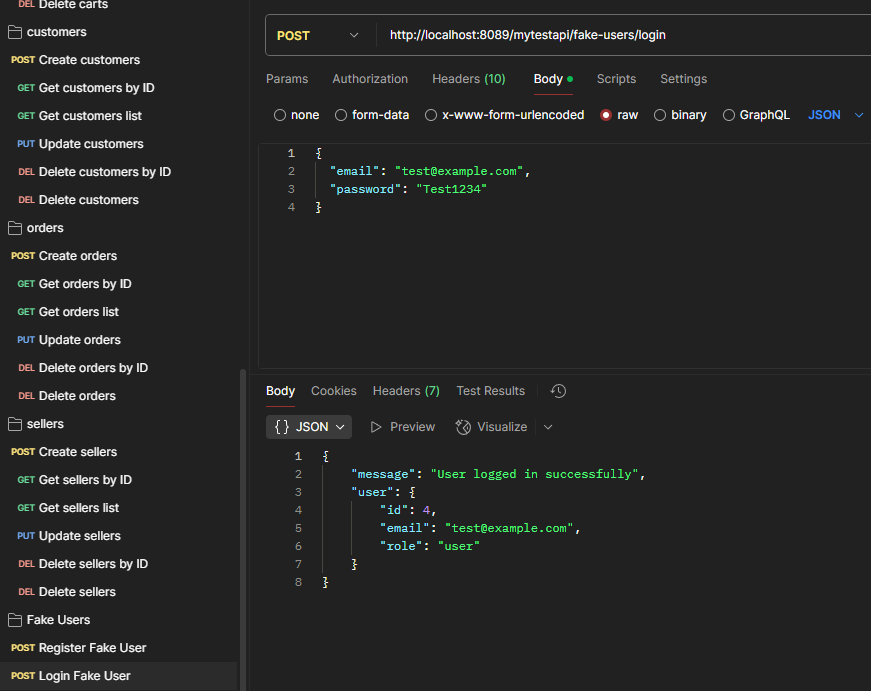 DEL Delete carts
customers
POST Create customers
GET Get customers by ID
GET Get customers list
PUT Update customers
DEL Delete customers by ID
DEL Delete customers
orders
POST Create orders
GET Get orders by ID
GET Get orders list
PUT Update orders
DEL Delete orders by ID
DEL Delete orders
sellers
POST Create sellers
GET Get sellers by ID
GET Get sellers list
PUT Update sellers
DEL Delete sellers by ID
DEL Delete sellers
Fake Users
POST Register Fake User
POST Login Fake User
POST http://localhost:8089/mytestapi/fake-users/login
Params Authorization Headers (10) Body Scripts Settings
none form-data x-www-form-urlencoded raw binary GraphQL JSON
1 {
2 "email": "test@example.com",
3 "password": "Test1234"
4 }
Body Cookies Headers (7) Test Results
{} JSON Preview Visualize
1 {
2 "message": "User logged in successfully",
3 "user": {
4 "id": 4,
5 "email": "test@example.com",
6 "role": "user"
7 }
8 }